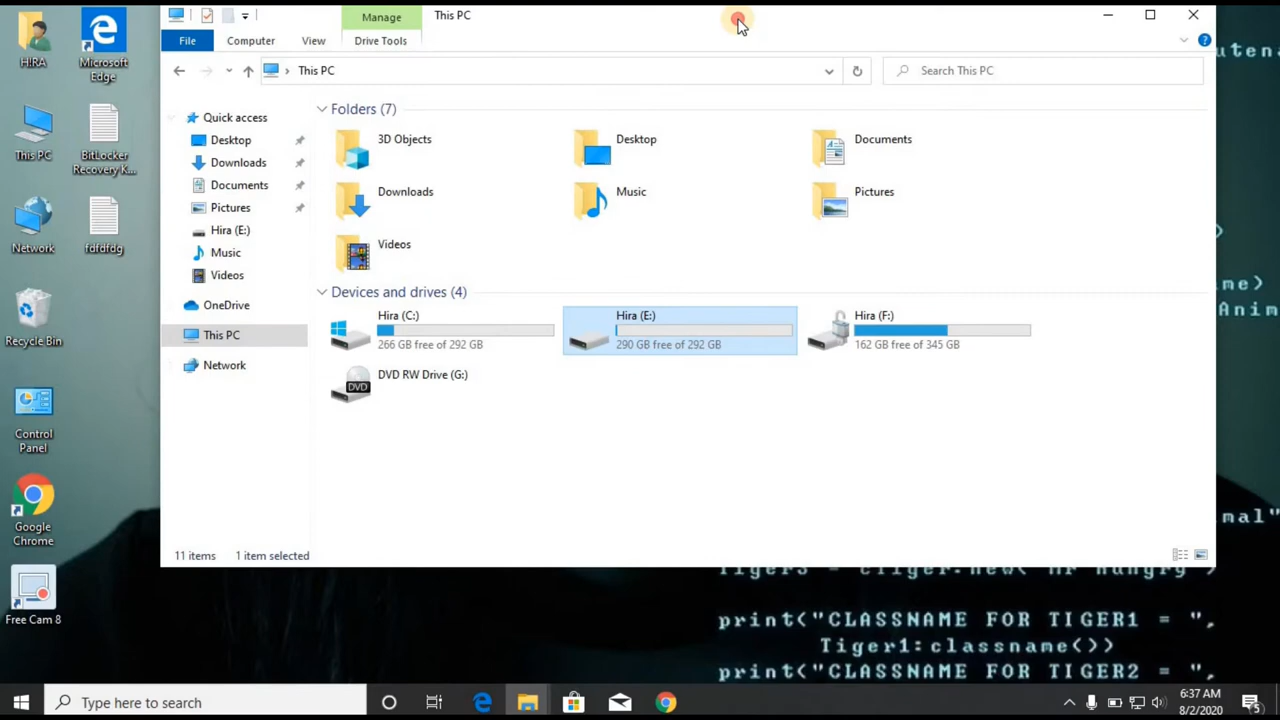 HIRA
Microsoft
Edge
This PC
BitLocker
Recovery K...
Network
fdfdfdg
Recycle Bin
Control
Panel
Google
Chrome
Free Cam 8
Manage
This PC
File
Computer
View
Drive Tools
This PC
Search This PC
Quick access
Desktop
Downloads
Documents
Pictures
Hira (E:)
Music
Videos
OneDrive
This PC
Network
Folders (7)
3D Objects
Desktop
Documents
Downloads
Music
Pictures
Videos
Devices and drives (4)
Hira (C:)
266 GB free of 292 GB
Hira (E:)
290 GB free of 292 GB
Hira (F:)
162 GB free of 345 GB
DVD
DVD RW Drive (G:)
11 items
1 item selected
print("CLASSNAME FOR TIGER1 = ",
Tiger1:classname())
print("CLASSNAME FOR TIGER2 = ",
Type here to search
6:37 AM
8/2/2020
5